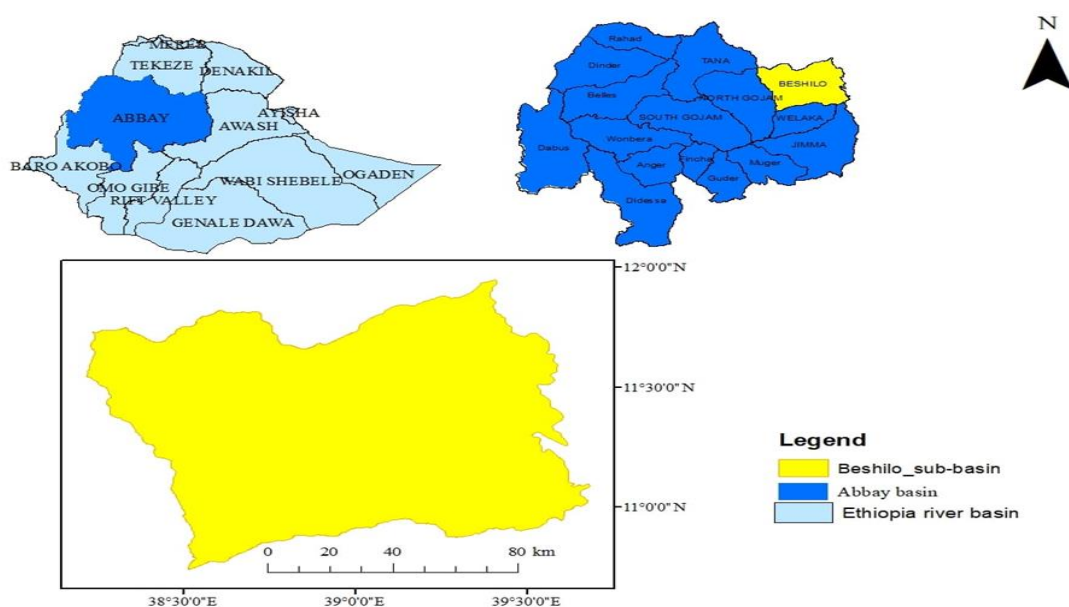 MEREB
TEKEZE
DENAKIL
ABBAY
AYISHA
AWASH
BARO AKOBO
OGADEN
OMO GIBE
WABI SHEBELE
RIFT VALLEY
GENALE DAWA
Rahad
TANA
Dinder
BESHILO
Belles
NORTH GOJAM
SOUTH GOJAM
WELAKA
Wonbera
JIMMA
Dabus
Anger
Fincha
Muger
Guder
Didessa
N
12°0'0"N
11°30'0"N
11°0'0"N
0 20 40 80 km
38°30'0"E 39°0'0"E 39°30'0"E
Legend
Beshilo_sub-basin
Abbay basin
Ethiopia river basin